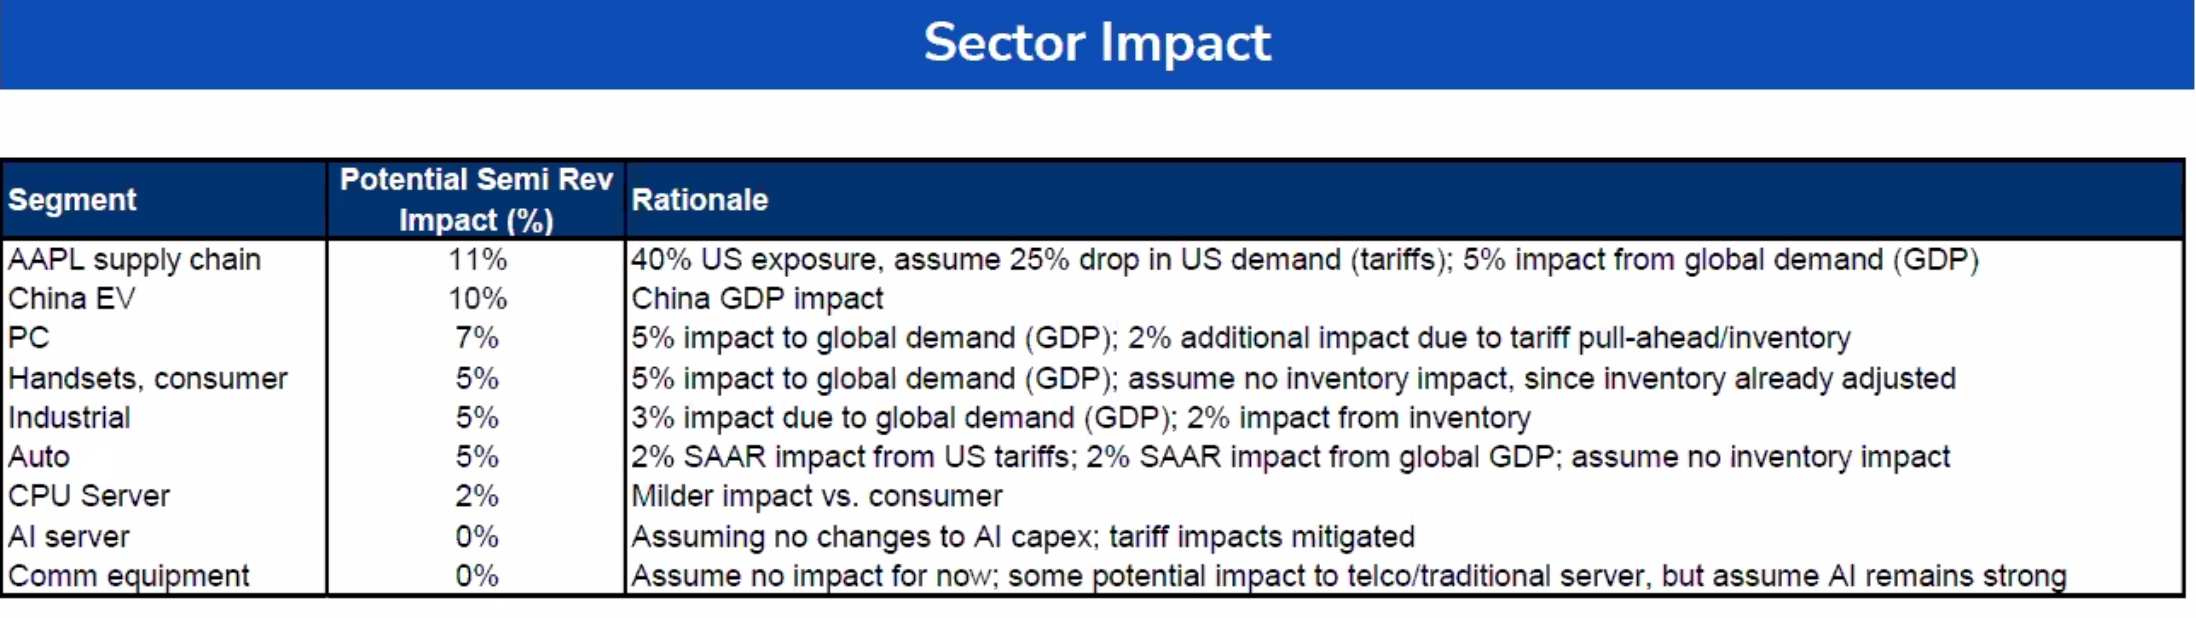 Sector Impact
Segment
Potential Semi Rev
Impact (%)
Rationale
AAPL supply chain 11% 40% US exposure, assume 25% drop in US demand (tariffs); 5% impact from global demand (GDP)
China EV 10% China GDP impact
PC 7% 5% impact to global demand (GDP); 2% additional impact due to tariff pull-ahead/inventory
Handsets, consumer 5% 5% impact to global demand (GDP); assume no inventory impact, since inventory already adjusted
Industrial 5% 3% impact due to global demand (GDP); 2% impact from inventory
Auto 5% 2% SAAR impact from US tariffs; 2% SAAR impact from global GDP; assume no inventory impact
CPU Server 2% Milder impact vs. consumer
AI server 0% Assuming no changes to AI capex; tariff impacts mitigated
Comm equipment 0% Assume no impact for now; some potential impact to telco/traditional server, but assume AI remains strong